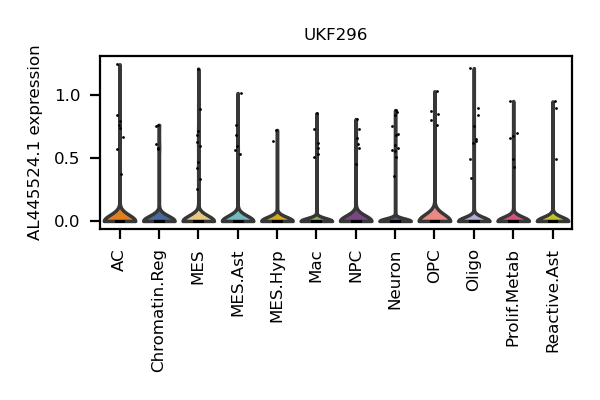 UKF296
AL445524.1 expression
1.0
0.5
0.0
AC
Chromatin.Reg
MES
MES.Ast
MES.Hyp
Mac
NPC
Neuron
OPC
Oligo
Prolif.Metab
Reactive.Ast